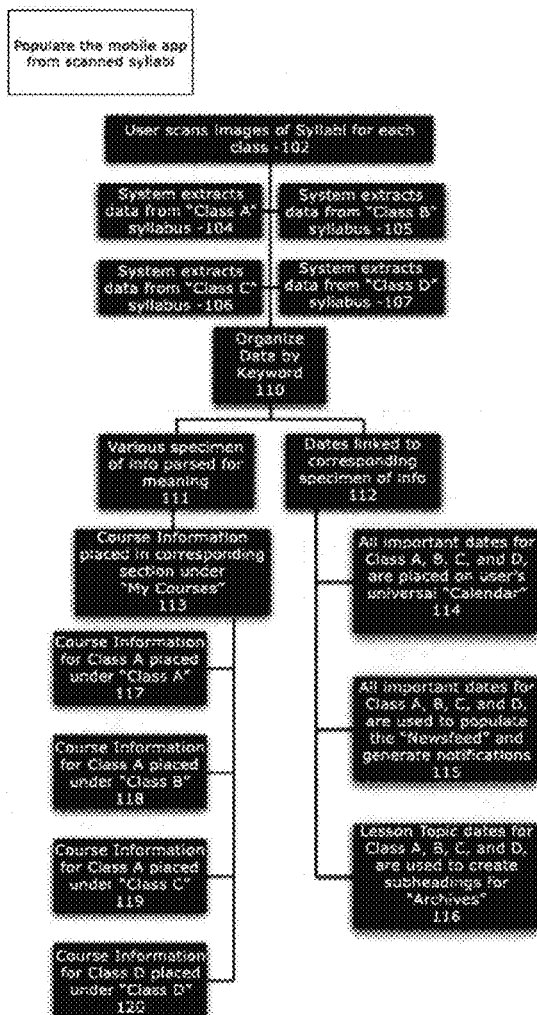 Populate the mobile app
from scanned syllabi
User scans images of Syllabi for each
class -102
System extracts
data from "Class A"
syllabus -104
System extracts
data from "Class B"
syllabus -105
System extracts
data from "Class C"
syllabus -106
System extracts
data from "Class D"
syllabus -107
Organize
Data by
Keyword
110
Various specimen
of info parsed for
meaning
111
Dates linked to
corresponding
specimen of info
112
Course Information
placed in corresponding
section under
"My Courses"
113
All important dates for
Class A, B, C, and D,
are placed on user's
universal "Calendar"
114
Course Information
for Class A placed
under "Class A"
117
All important dates for
Class A, B, C, and D,
are used to populate
the "Newsfeed" and
generate notifications
115
Course Information
for Class A placed
under "Class B"
118
Course Information
for Class A placed
under "Class C"
119
Lesson Topic dates for
Class A, B, C, and D,
are used to create
subheadings for
"Archives"
116
Course Information
for Class D placed
under "Class D"
120